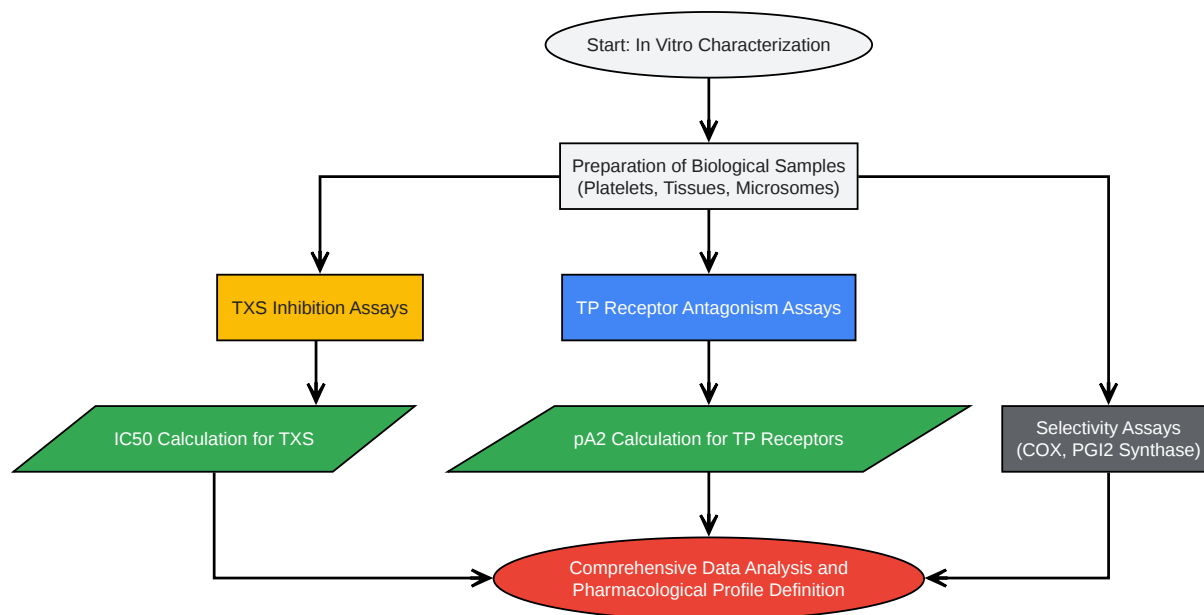 Start: In Vitro Characterization
Preparation of Biological Samples
(Platelets, Tissues, Microsomes)
TXS Inhibition Assays
TP Receptor Antagonism Assays
IC50 Calculation for TXS
pA2 Calculation for TP Receptors
Selectivity Assays
(COX, PGI2 Synthase)
Comprehensive Data Analysis and
Pharmacological Profile Definition